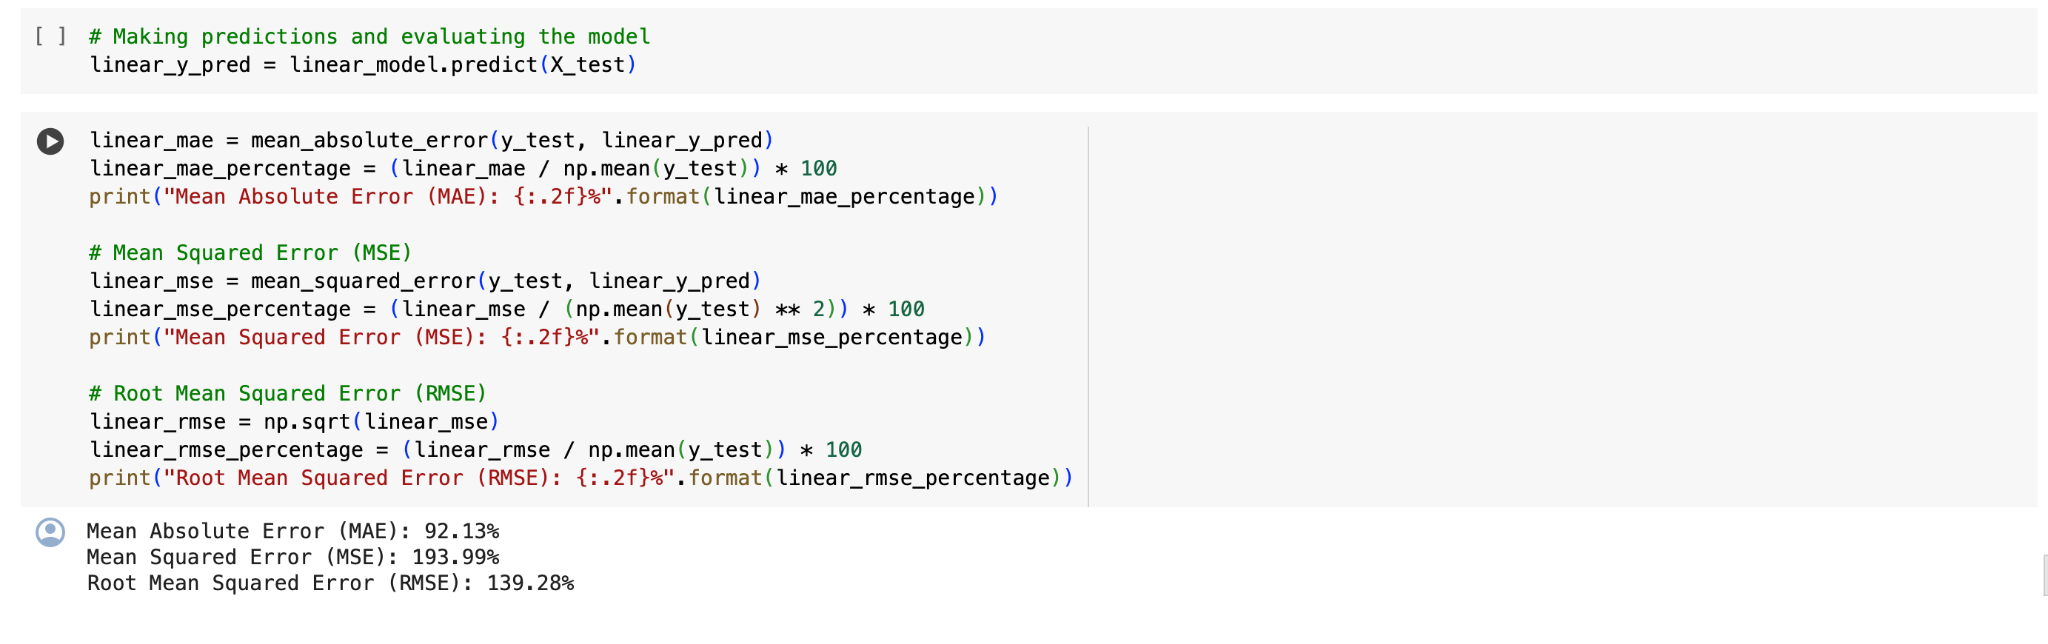 [ ] # Making predictions and evaluating the model
linear_y_pred = linear_model.predict(X_test)
linear_mae = mean_absolute_error(y_test, linear_y_pred)
linear_mae_percentage = (linear_mae / np.mean(y_test)) * 100
print("Mean Absolute Error (MAE): {:.2f}%".format(linear_mae_percentage))
# Mean Squared Error (MSE)
linear_mse = mean_squared_error(y_test, linear_y_pred)
linear_mse_percentage = (linear_mse / (np.mean(y_test) ** 2)) * 100
print("Mean Squared Error (MSE): {:.2f}%".format(linear_mse_percentage))
# Root Mean Squared Error (RMSE)
linear_rmse = np.sqrt(linear_mse)
linear_rmse_percentage = (linear_rmse / np.mean(y_test)) * 100
print("Root Mean Squared Error (RMSE): {:.2f}%".format(linear_rmse_percentage))
Mean Absolute Error (MAE): 92.13%
Mean Squared Error (MSE): 193.99%
Root Mean Squared Error (RMSE): 139.28%